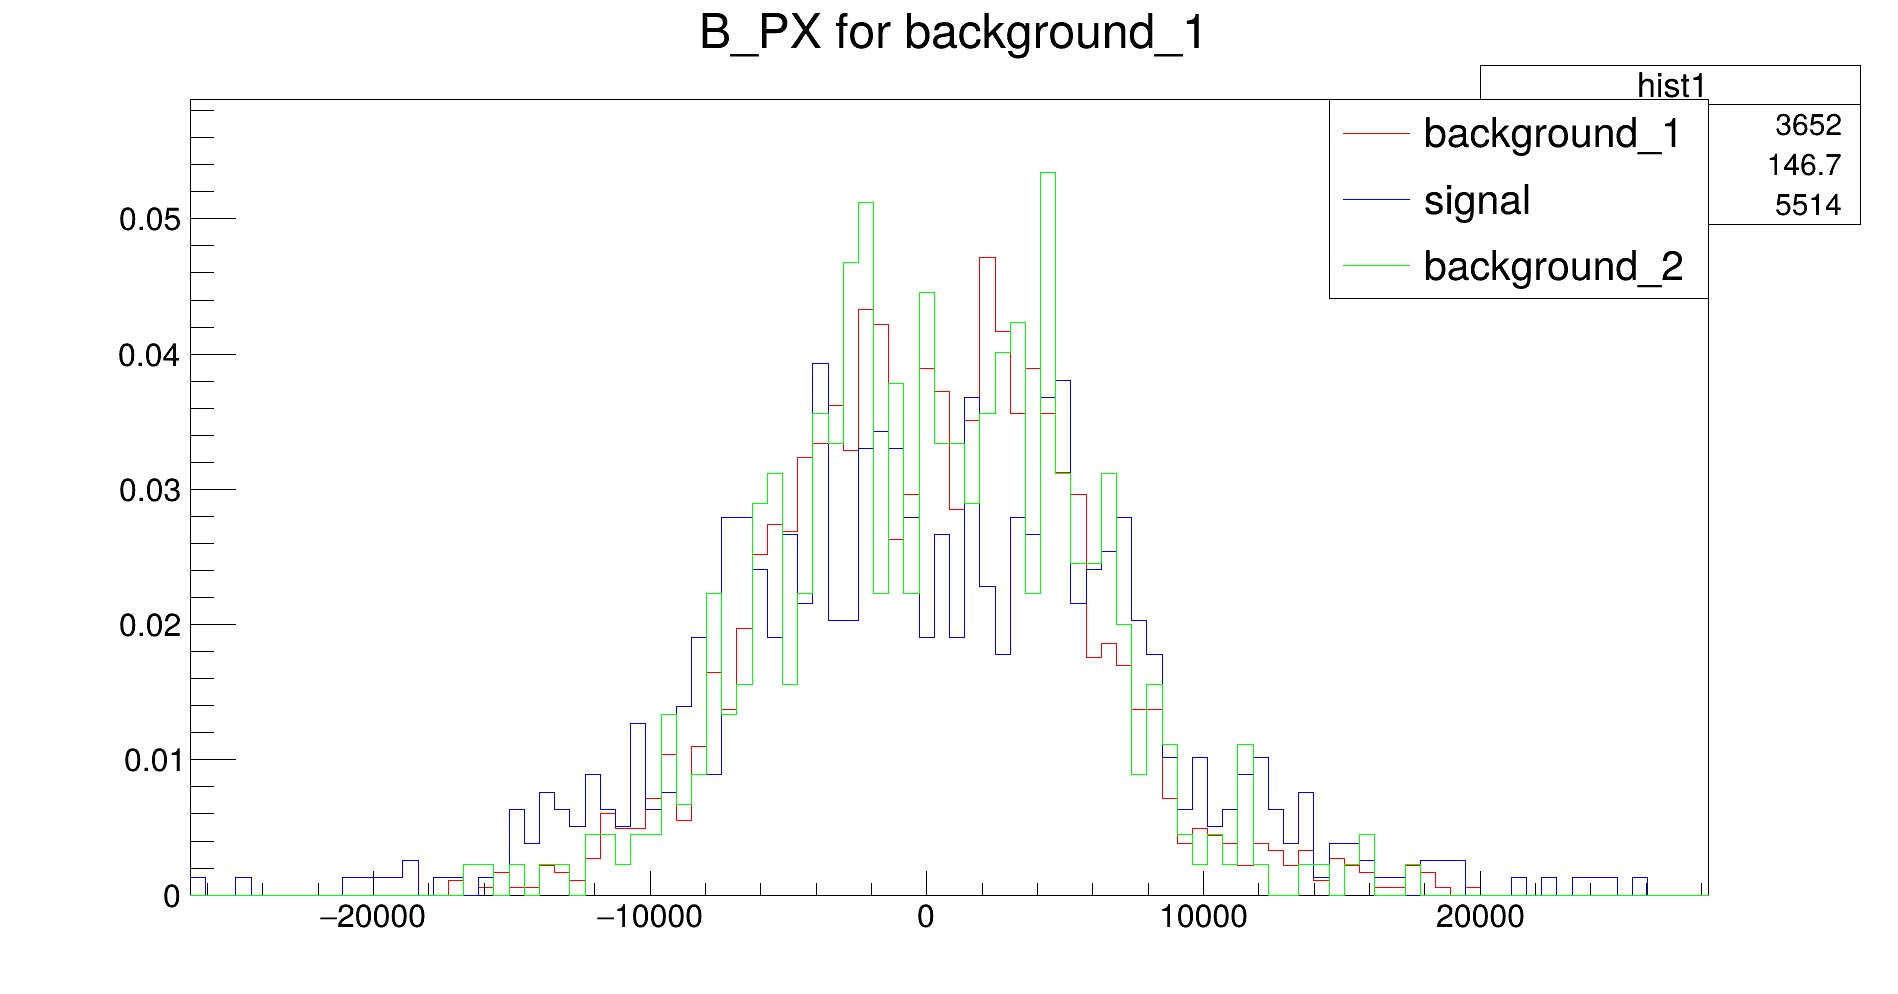 B_PX for background_1
hist1
3652
146.7
5514
background_1
signal
background_2
0.05
0.04
0.03
0.02
0.01
0
−20000 −10000 0 10000 20000